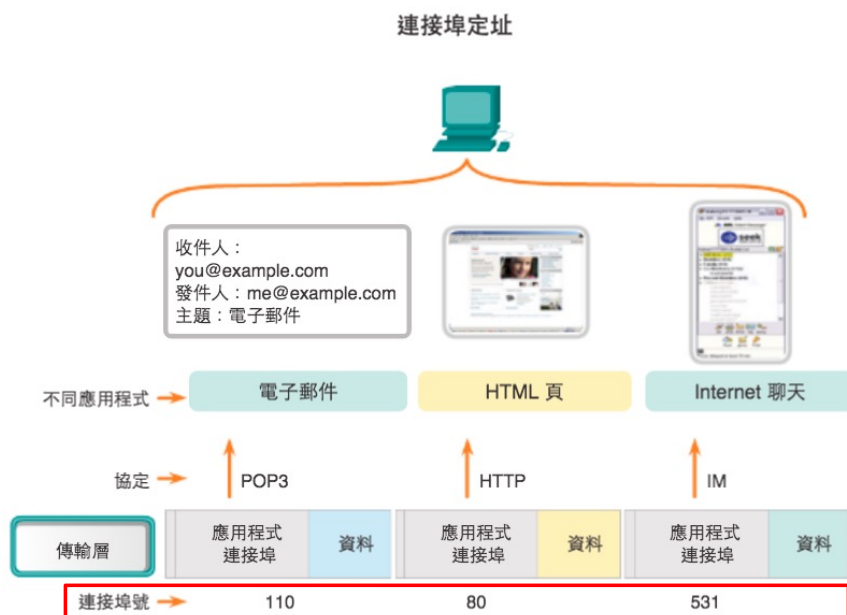 連接埠定址
收件人：
you@example.com
發件人：me@example.com
主題：電子郵件
不同應用程式
電子郵件
HTML 頁
Internet 聊天
協定
POP3
HTTP
IM
傳輸層
應用程式
連接埠
資料
應用程式
連接埠
資料
應用程式
連接埠
資料
連接埠號
110
80
531